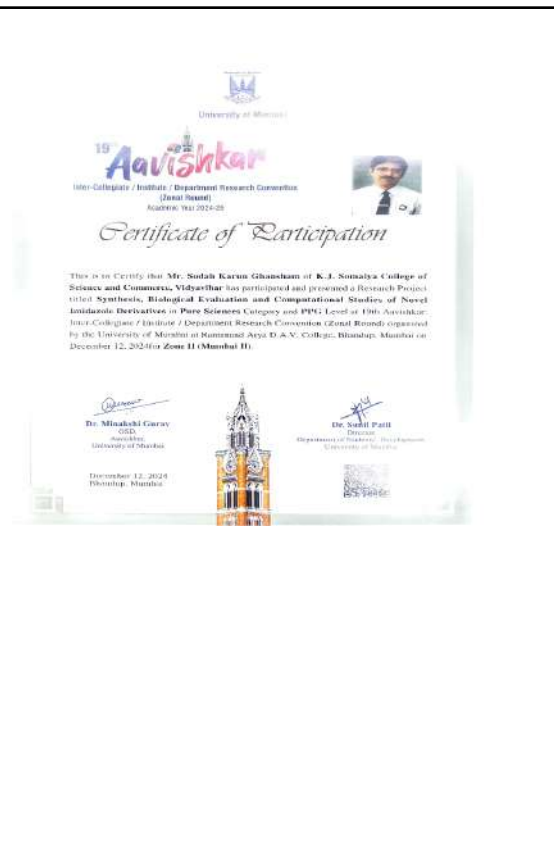 University of Mumbai
19th
Aavishkar
Inter-Collegiate / Institute / Department Research Convention
(Zonal Round)
Academic Year 2024-25
Certificate of Participation
This is to Certify that Mr. Sodah Karun Ghansham of K.J. Somaiya College of
Science and Commerce, Vidyavihar has participated and presented a Research Project
titled Synthesis, Biological Evaluation and Computational Studies of Novel
Imidazole Derivatives in Pure Sciences Category and PPG Level at 19th Aavishkar:
Inter-Collegiate / Institute / Department Research Convention (Zonal Round) organized
by the University of Mumbai at Ramanand Arya D.A.V. College, Bhandup, Mumbai on
December 12, 2024for Zone II (Mumbai II).
Dr. Minakshi Gurav
OSD,
Aavishkar,
University of Mumbai
Dr. Sunil Patil
Director
Department of Students' Development
University of Mumbai
December 12, 2024
Bhandup, Mumbai